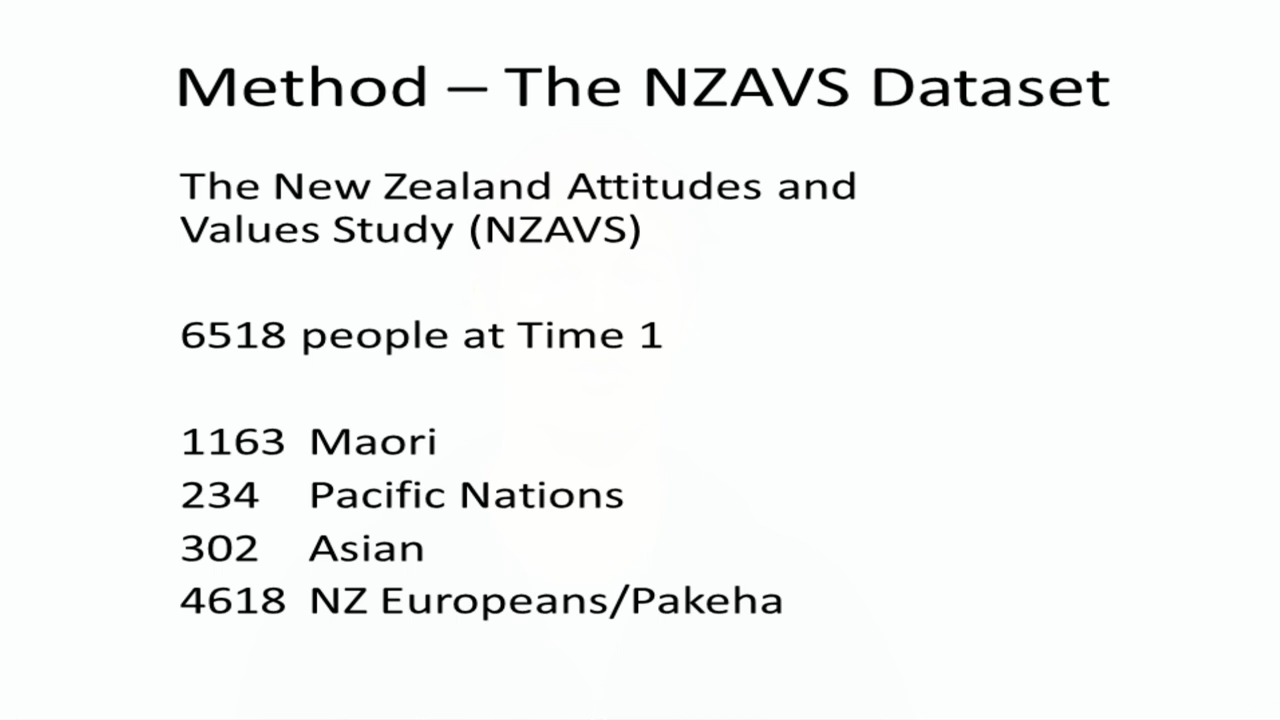 Method – The NZAVS Dataset
The New Zealand Attitudes and
Values Study (NZAVS)
6518 people at Time 1
1163 Maori
234 Pacific Nations
302 Asian
4618 NZ Europeans/Pakeha